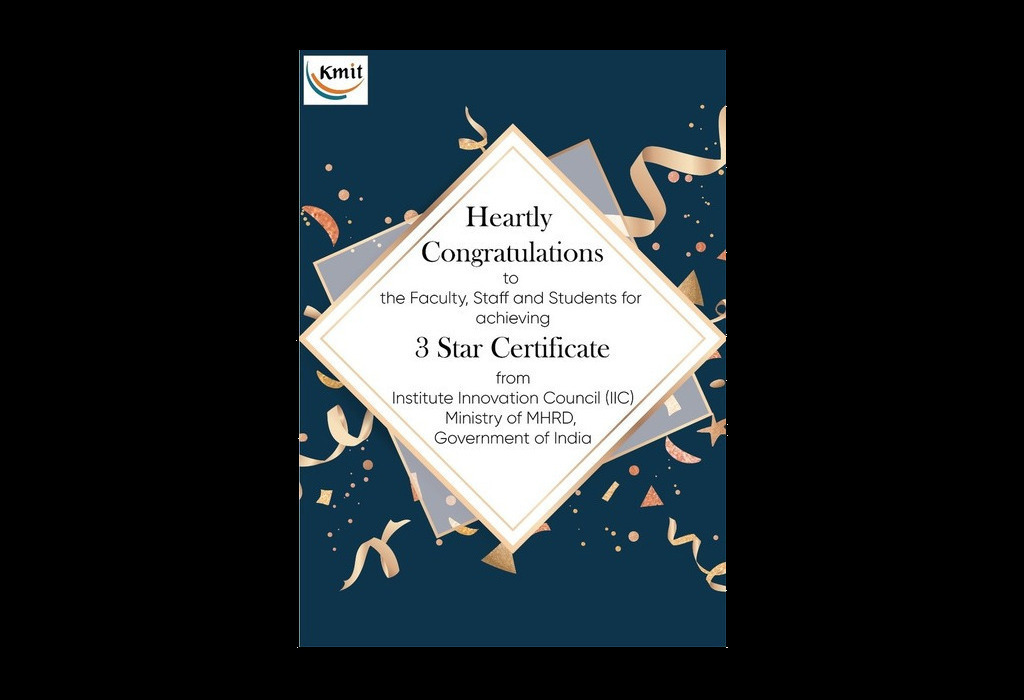 Kmit
Heartly
Congratulations
to
the Faculty, Staff and Students for
achieving
3 Star Certificate
from
Institute Innovation Council (IIC)
Ministry of MHRD,
Government of India